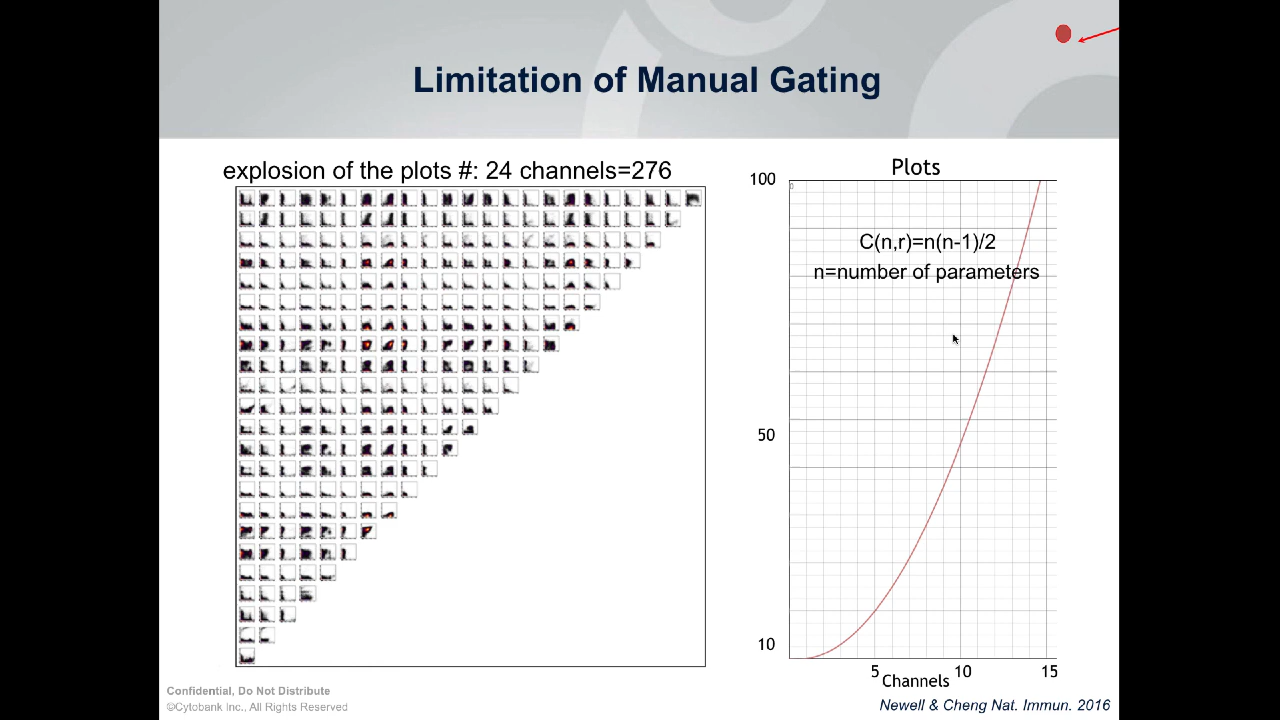 Limitation of Manual Gating
explosion of the plots #: 24 channels=276
Plots
100
0
C(n,r)=n(n-1)/2
n=number of parameters
50
10
5
10
15
Channels
Confidential, Do Not Distribute
©Cytobank Inc., All Rights Reserved
Newell & Cheng Nat. Immun. 2016